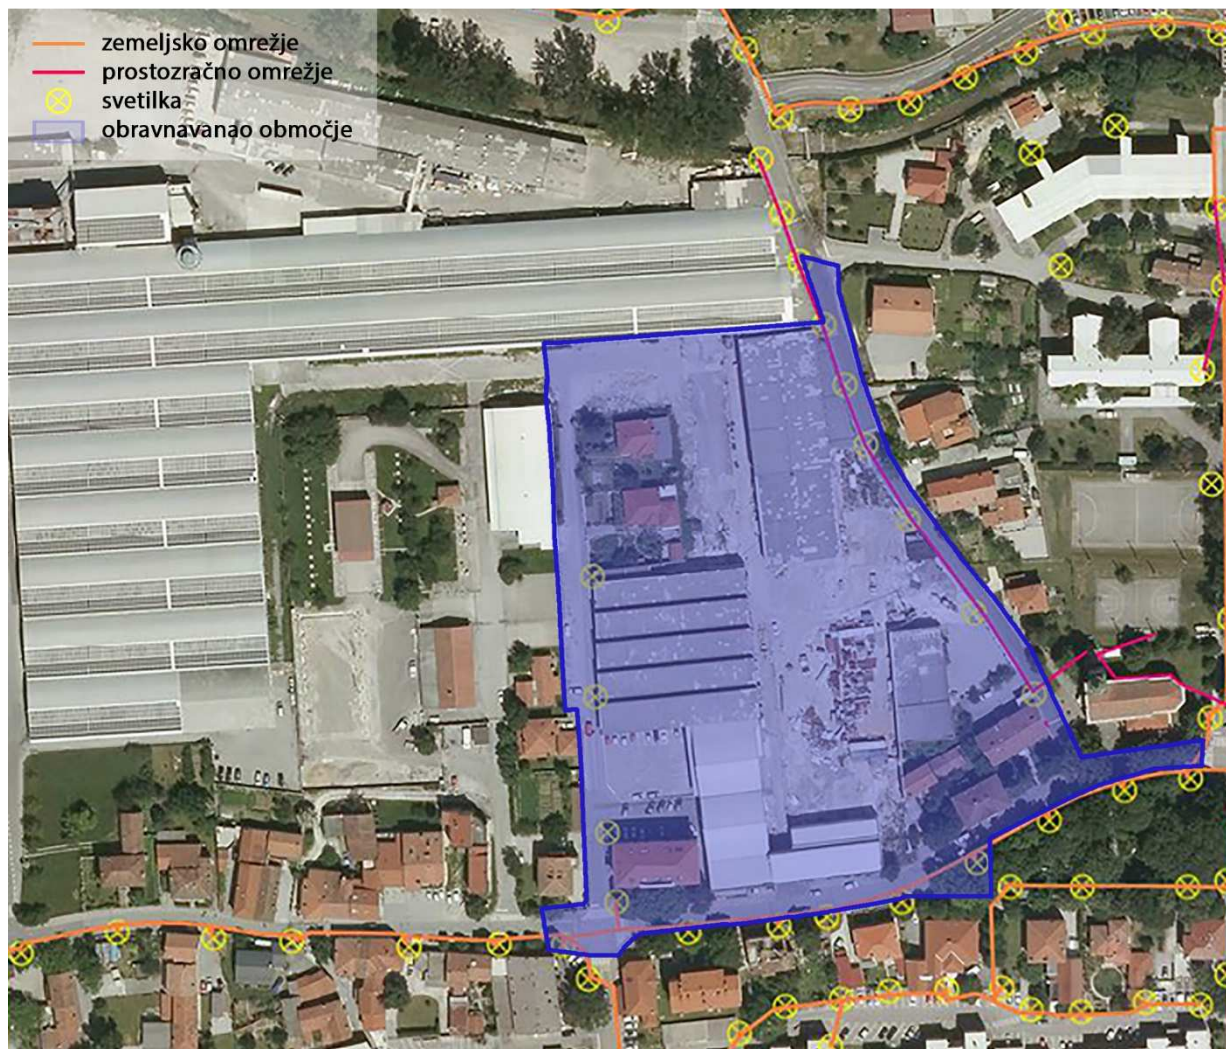 zemeljsko omrežje
prostozračno omrežje
svetilka
obravnavanao območje